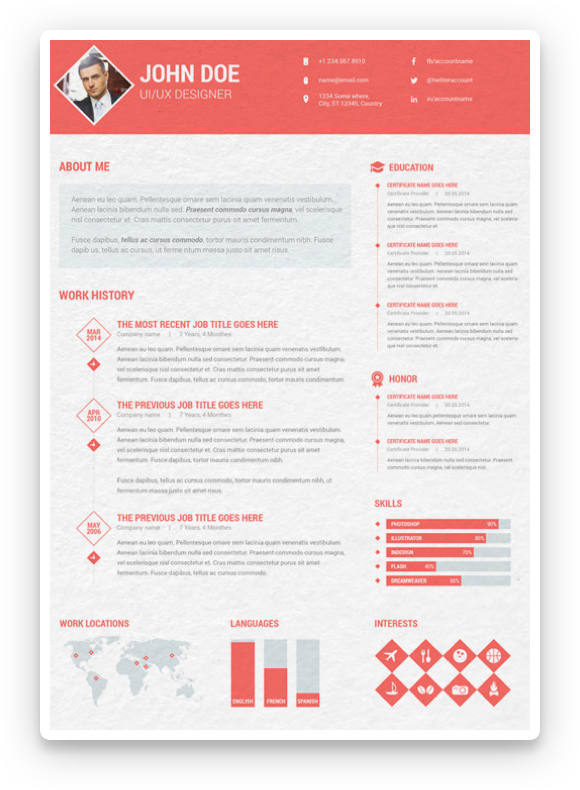 JOHN DOE
UI/UX DESIGNER
+1 234 567 8910
name@email.com
1234 Some where,
City, ST 12345, Country
fb/accountname
@twitteraccount
in/accountname
ABOUT ME
Aenean eu leo quam. Pellentesque ornare sem lacinia quam venenatis vestibulum.
Aenean lacinia bibendum nulla sed. Praesent commodo cursus magna, vel scelerisque
nisl consectetur et. Cras mattis consectetur purus sit amet fermentum.
Fusce dapibus, tellus ac cursus commodo, tortor mauris condimentum nibh. Fusce
dapib us, tellus ac cursus, ut ferme ntum massa justo sit amet risus.
WORK HISTORY
MAR
2014
THE MOST RECENT JOB TITLE GOES HERE
Company name | 7 Years, 4 Monthes
Aenean eu leo quam. Pellentesque ornare sem lacinia quam venenatis vestibulum.
Aenean lacinia bibendum nulla sed consectetur. Praesent commodo cursus magna,
vel scelerisque nisl consectetur et. Cras mattis consectetur purus sit amet
fermentum. Fusce dapibus, tellus ac cursus commodo, tortor mauris condimentum
APR
2010
THE PREVIOUS JOB TITLE GOES HERE
Company name | 7 Years, 4 Monthes
Aenean eu leo quam. Pellentesque ornare sem lacinia quam venenatis vestibulum.
Aenean lacinia bibendum nulla sed consectetur. Praesent commodo cursus magna,
vel scelerisque nisl consectetur et. Cras mattis consectetur purus sit amet
fermentum. Fusce dapibus, tortor mauris condimentum nibh.
Fusce dapibus, tellus ac cursus commodo, tortor mauris condimentum nibh, ut
fermentum massa justo sit amet risus.
MAY
2006
THE PREVIOUS JOB TITLE GOES HERE
Company name | 7 Years, 4 Monthes
Aenean eu leo quam. Pellentesque ornare sem lacinia quam venenatis vestibulum.
Aenean lacinia bibendum nulla sed consectetur. Praesent commodo cursus magna,
vel scelerisque nisl consectetur et. Cras mattis consectetur purus sit amet
fermentum. Fusce dapibus, tellus ac cursus commodo.
EDUCATION
CERTIFICATE NAME GOES HERE
Certificate Provider | 20.05.2014
Aenean eu leo quam. Pellentesque ornare sem lacinia quam
venenatis vestibulum. Aenean lacinia bibendum nulla sed
consectetur. Praesent commodo cursus magna, vel sceleris-
que nisl consectetur et.
CERTIFICATE NAME GOES HERE
Certificate Provider | 20.05.2014
Aenean eu leo quam. Pellentesque ornare sem lacinia quam
venenatis vestibulum. Aenean lacinia bibendum nulla sed
consectetur. Praesent commodo cursus magna, vel sceleris-
que nisl consectetur et.
CERTIFICATE NAME GOES HERE
Certificate Provider | 20.05.2014
Aenean eu leo quam. Pellentesque ornare sem lacinia quam
venenatis vestibulum. Aenean lacinia bibendum nulla sed
consectetur. Praesent commodo cursus magna, vel sceleris-
que nisl consectetur et.
HONOR
CERTIFICATE NAME GOES HERE
Certificate Provider | 20.05.2014
Aenean eu leo quam pellentesque ornare sem lacinia quam
venenatis vestibulum, Aenean sed consectetur.
CERTIFICATE NAME GOES HERE
Certificate Provider | 20.05.2014
Aenean lacinia bibendum nulla sed consectetur. Praesent
commodo cursus magna, vel scelerisque nisl.
SKILLS
PHOTOSHOP 90%
ILLUSTRATOR 80%
INDESIGN 70%
FLASH 40%
DREAMWEAVER 60%
WORK LOCATIONS
LANGUAGES
ENGLISH
FRENCH
SPANISH
INTERESTS